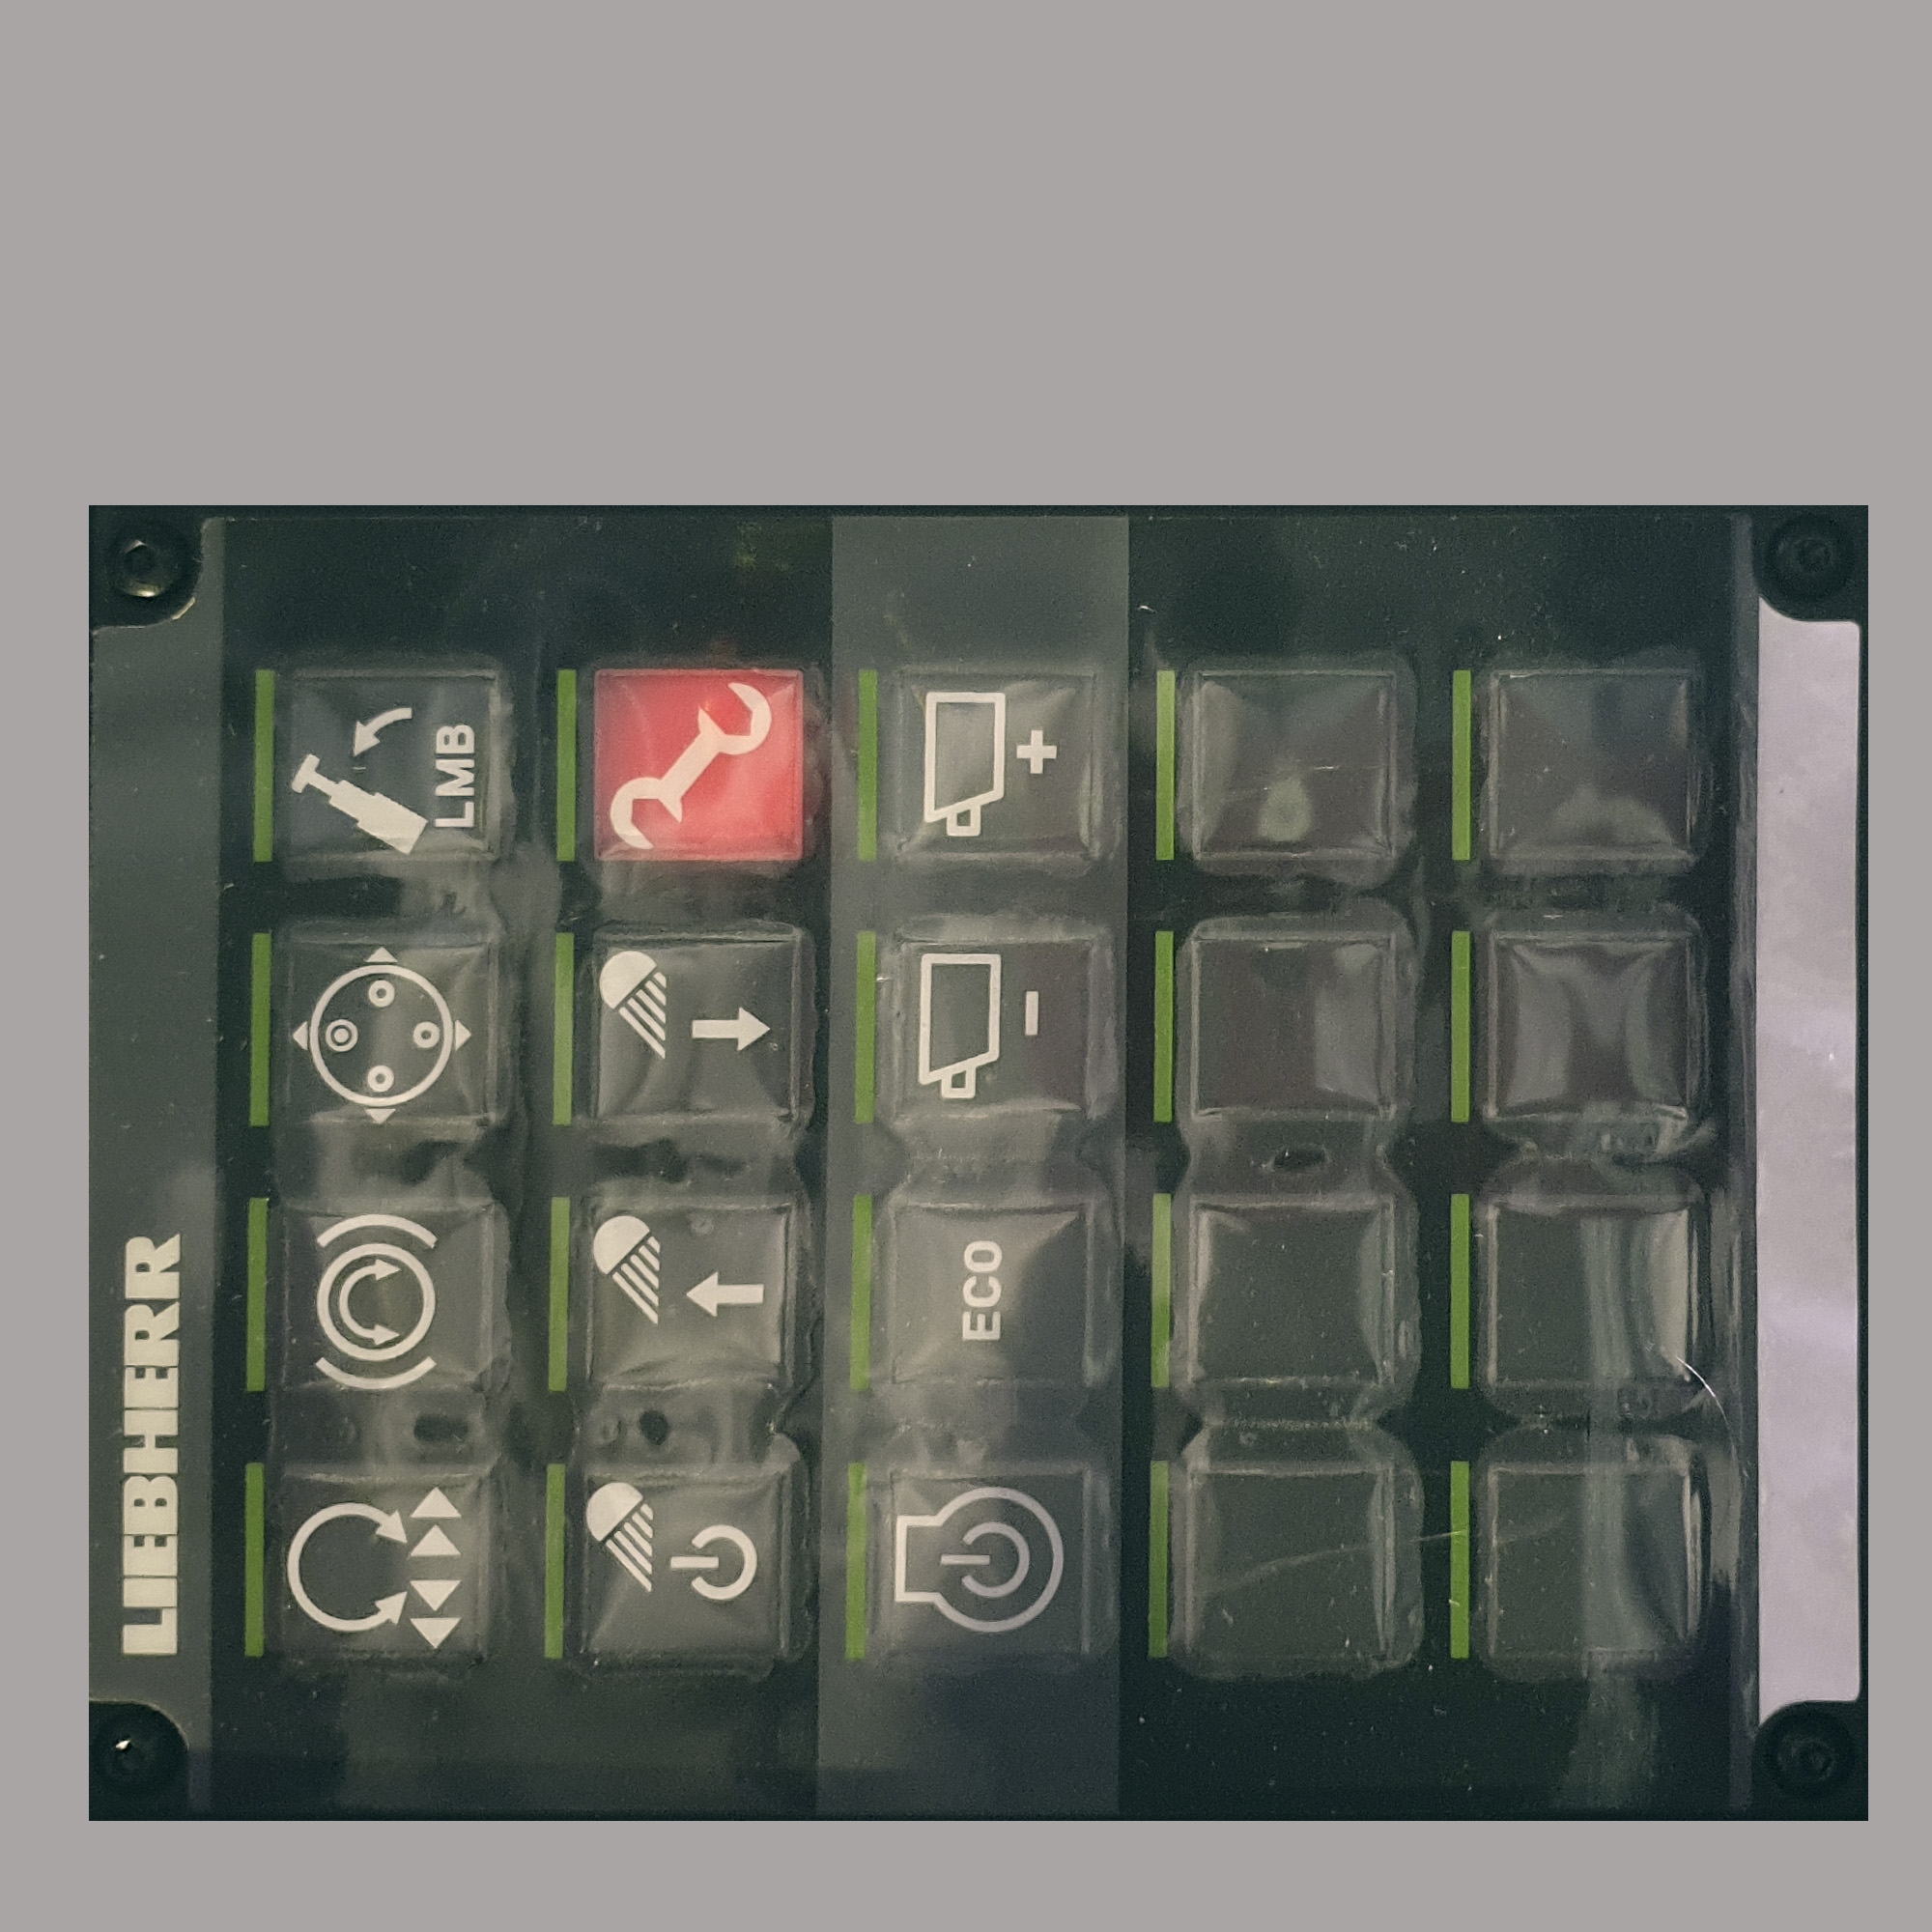 LIEBHERR
LMB
+
-
ECO